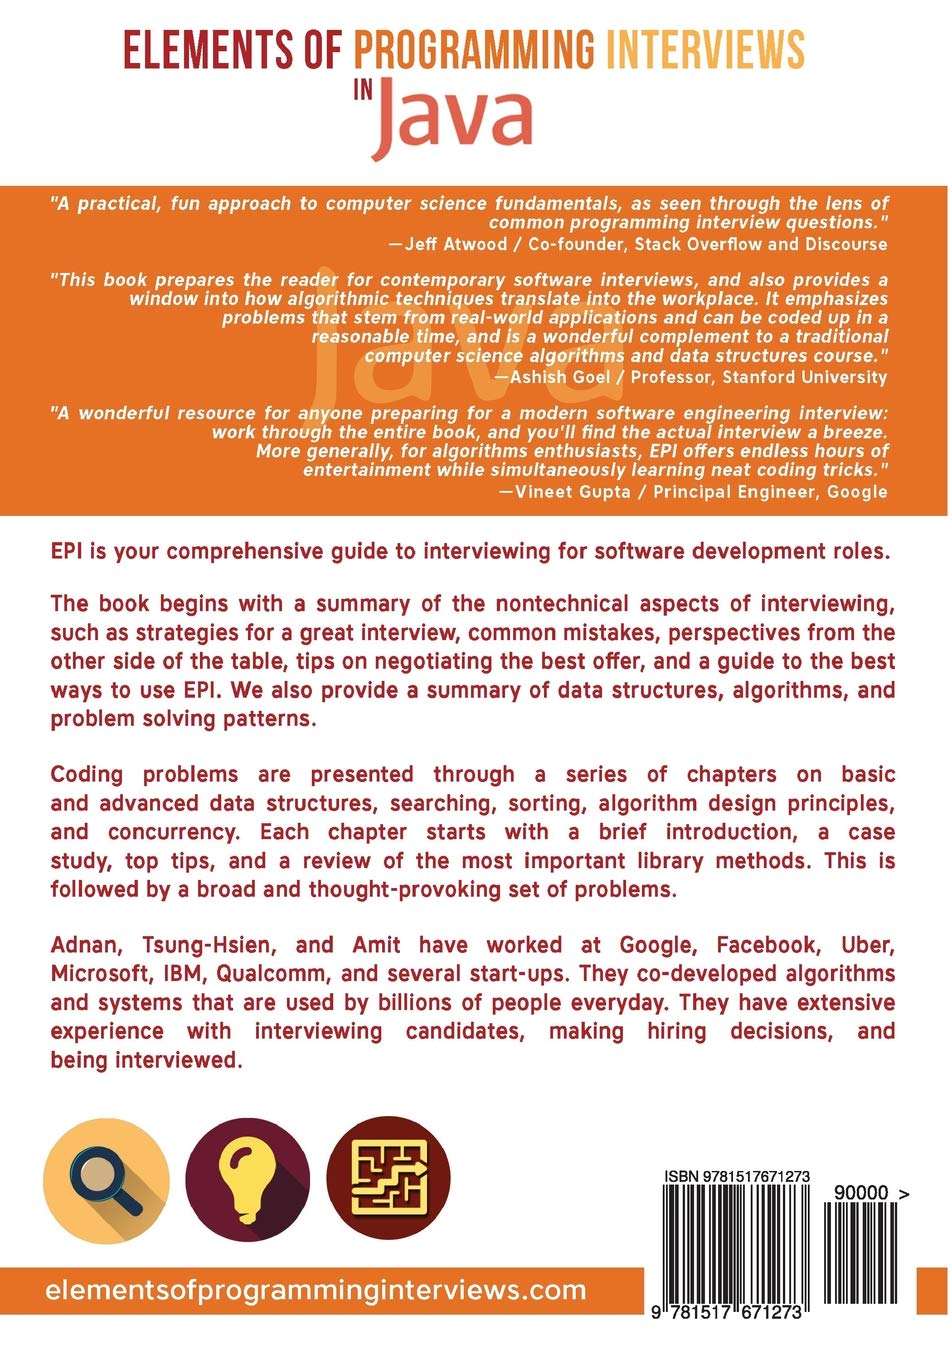 ELEMENTS OF PROGRAMMING INTERVIEWS
IN Java
"A practical, fun approach to computer science fundamentals, as seen through the lens of
common programming interview questions."
—Jeff Atwood / Co-founder, Stack Overflow and Discourse
"This book prepares the reader for contemporary software interviews, and also provides a
window into how algorithmic techniques translate into the workplace. It emphasizes
problems that stem from real-world applications and can be coded up in a
reasonable time, and is a wonderful complement to a traditional
computer science algorithms and data structures course."
—Ashish Goel / Professor, Stanford University
Java
"A wonderful resource for anyone preparing for a modern software engineering interview:
work through the entire book, and you'll find the actual interview a breeze.
More generally, for algorithms enthusiasts, EPI offers endless hours of
entertainment while simultaneously learning neat coding tricks."
—Vineet Gupta / Principal Engineer, Google
EPI is your comprehensive guide to interviewing for software development roles.
The book begins with a summary of the nontechnical aspects of interviewing,
such as strategies for a great interview, common mistakes, perspectives from the
other side of the table, tips on negotiating the best offer, and a guide to the best
ways to use EPI. We also provide a summary of data structures, algorithms, and
problem solving patterns.
Coding problems are presented through a series of chapters on basic
and advanced data structures, searching, sorting, algorithm design principles,
and concurrency. Each chapter starts with a brief introduction, a case
study, top tips, and a review of the most important library methods. This is
followed by a broad and thought-provoking set of problems.
Adnan, Tsung-Hsien, and Amit have worked at Google, Facebook, Uber,
Microsoft, IBM, Qualcomm, and several start-ups. They co-developed algorithms
and systems that are used by billions of people everyday. They have extensive
experience with interviewing candidates, making hiring decisions, and
being interviewed.
ISBN 9781517671273
90000 >
elementsofprogramminginterviews.com
9 781517 671273